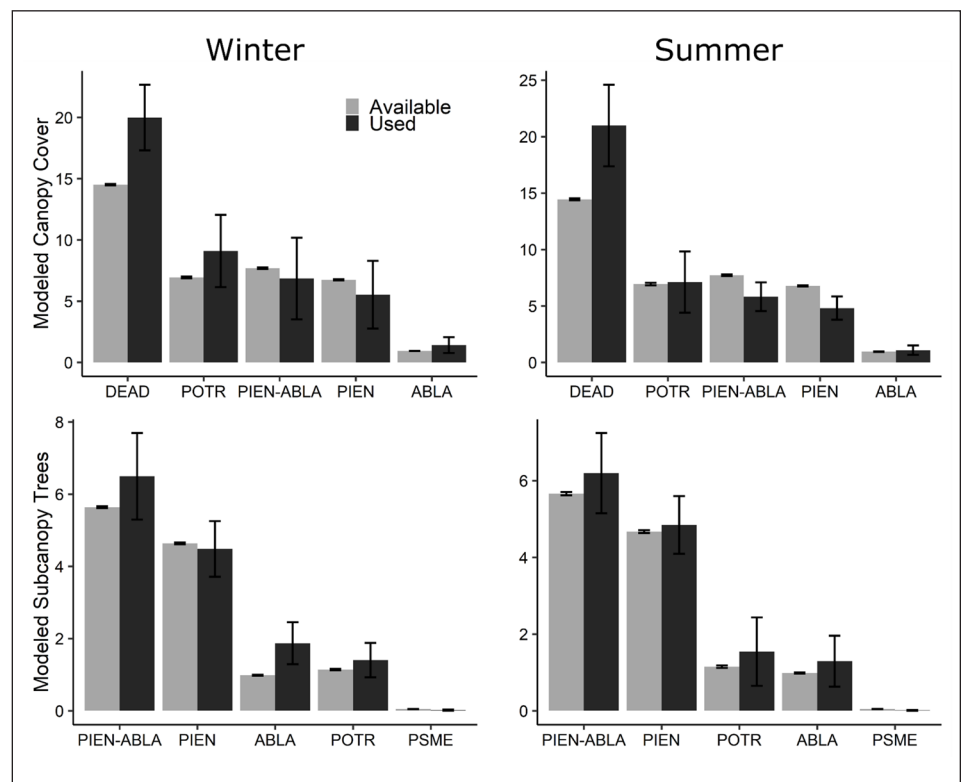 Winter
Summer
Modeled Canopy Cover
20
15
10
5
0
Available
Used
DEAD POTR PIEN-ABLA PIEN ABLA
25
20
15
10
5
0
DEAD POTR PIEN-ABLA PIEN ABLA
Modeled Subcanopy Trees
8
6
4
2
0
PIEN-ABLA PIEN ABLA POTR PSME
6
4
2
0
PIEN-ABLA PIEN POTR ABLA PSME